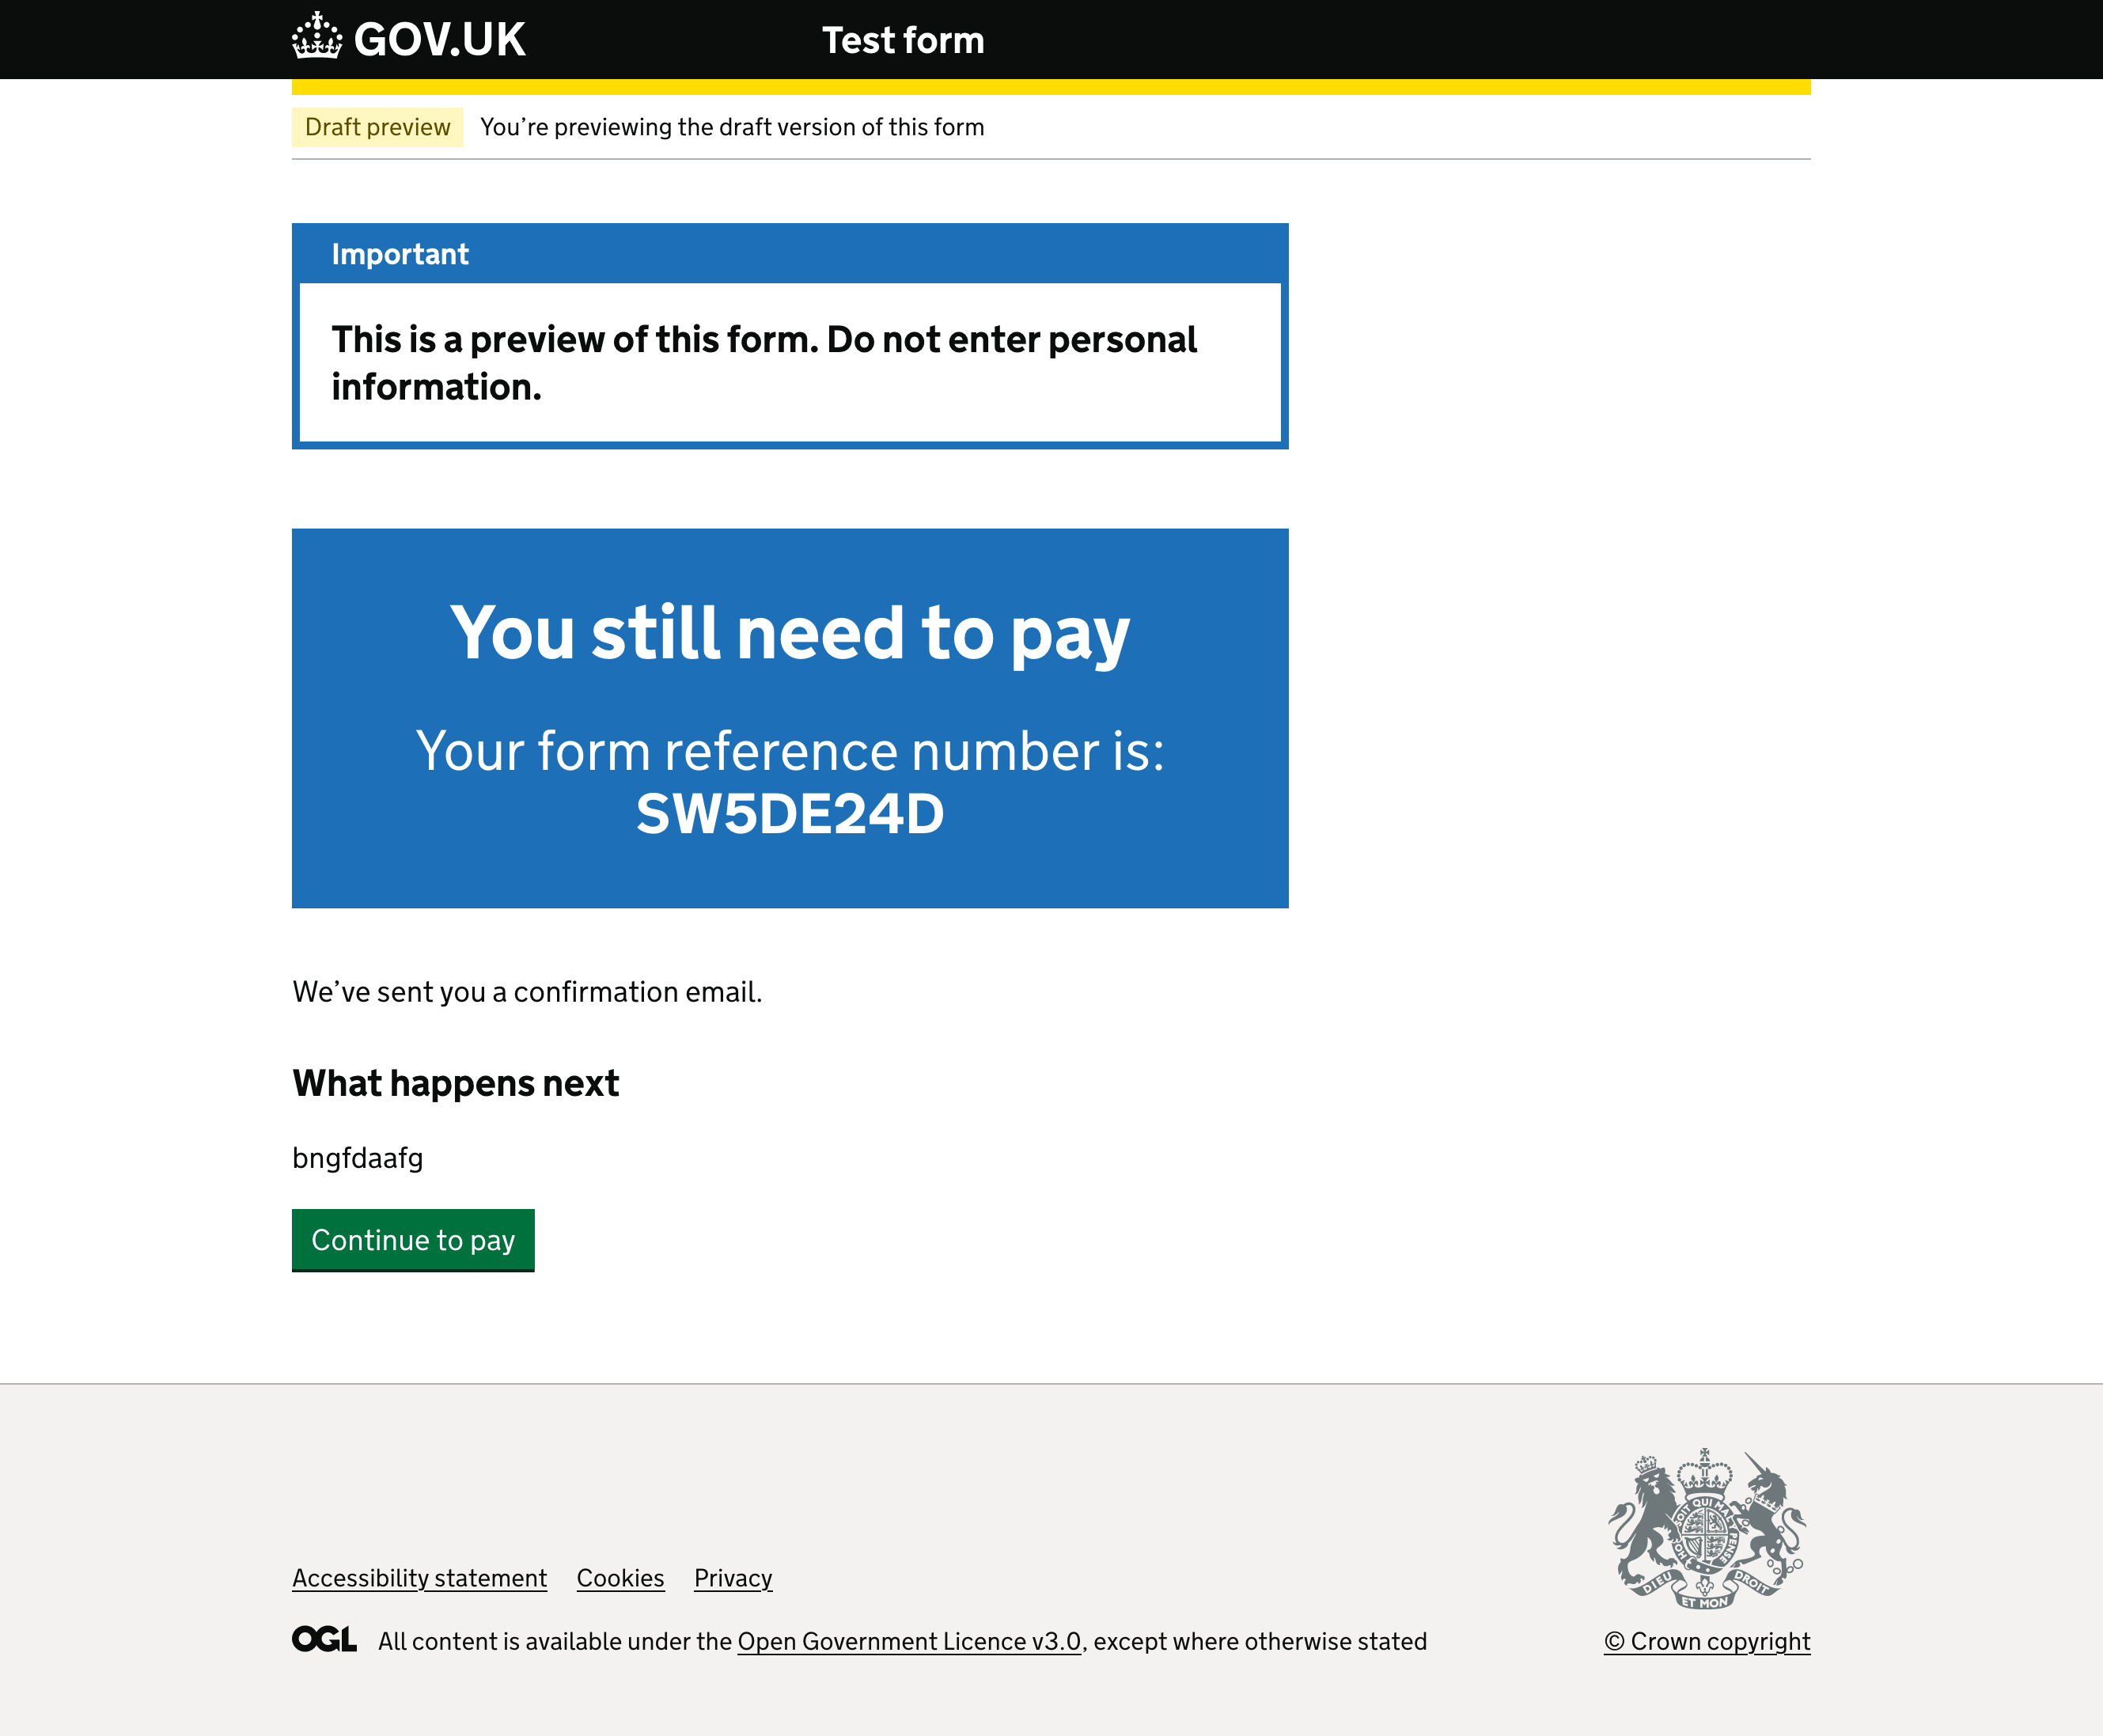 GOV.UK
Test form
Draft preview
You’re previewing the draft version of this form
Important
This is a preview of this form. Do not enter personal
information.
You still need to pay
Your form reference number is:
SW5DE24D
We’ve sent you a confirmation email.
What happens next
bngfdaafg
Continue to pay
Accessibility statement
Cookies
Privacy
OGL
All content is available under the Open Government Licence v3.0, except where otherwise stated
DIEU
ET MON
DROIT
© Crown copyright